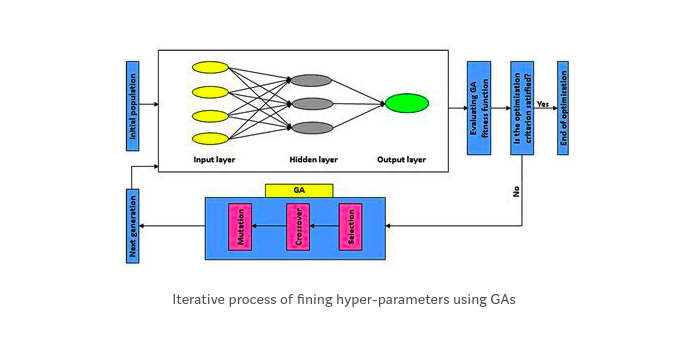 Initial population
Input layer
Hidden layer
Output layer
Evaluating GA
fitness function
Is the optimization
criterion satisfied?
Yes
End of optimization
No
GA
Selection
Crossover
Mutation
Next generation
Iterative process of fining hyper-parameters using GAs